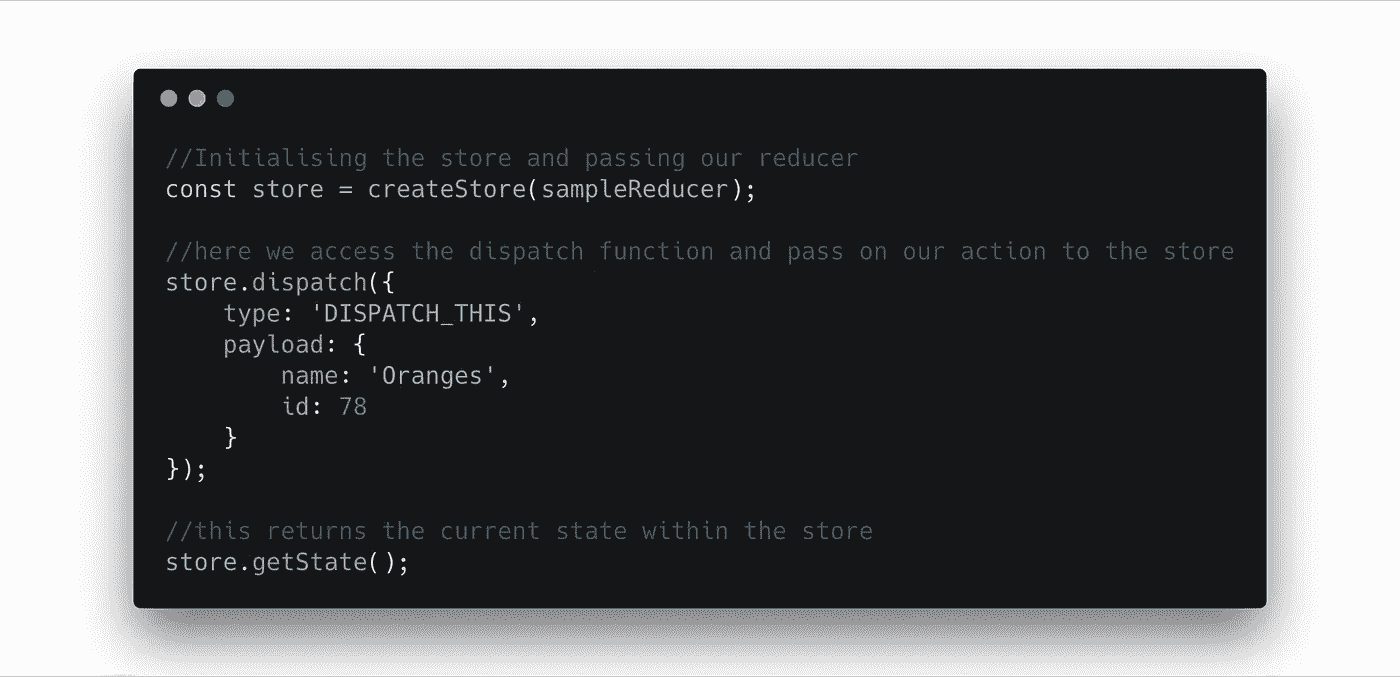 //Initialising the store and passing our reducer
const store = createStore(sampleReducer);
//here we access the dispatch function and pass on our action to the store
store.dispatch({
    type: 'DISPATCH_THIS',
    payload: {
        name: 'Oranges',
        id: 78
    }
});
//this returns the current state within the store
store.getState();